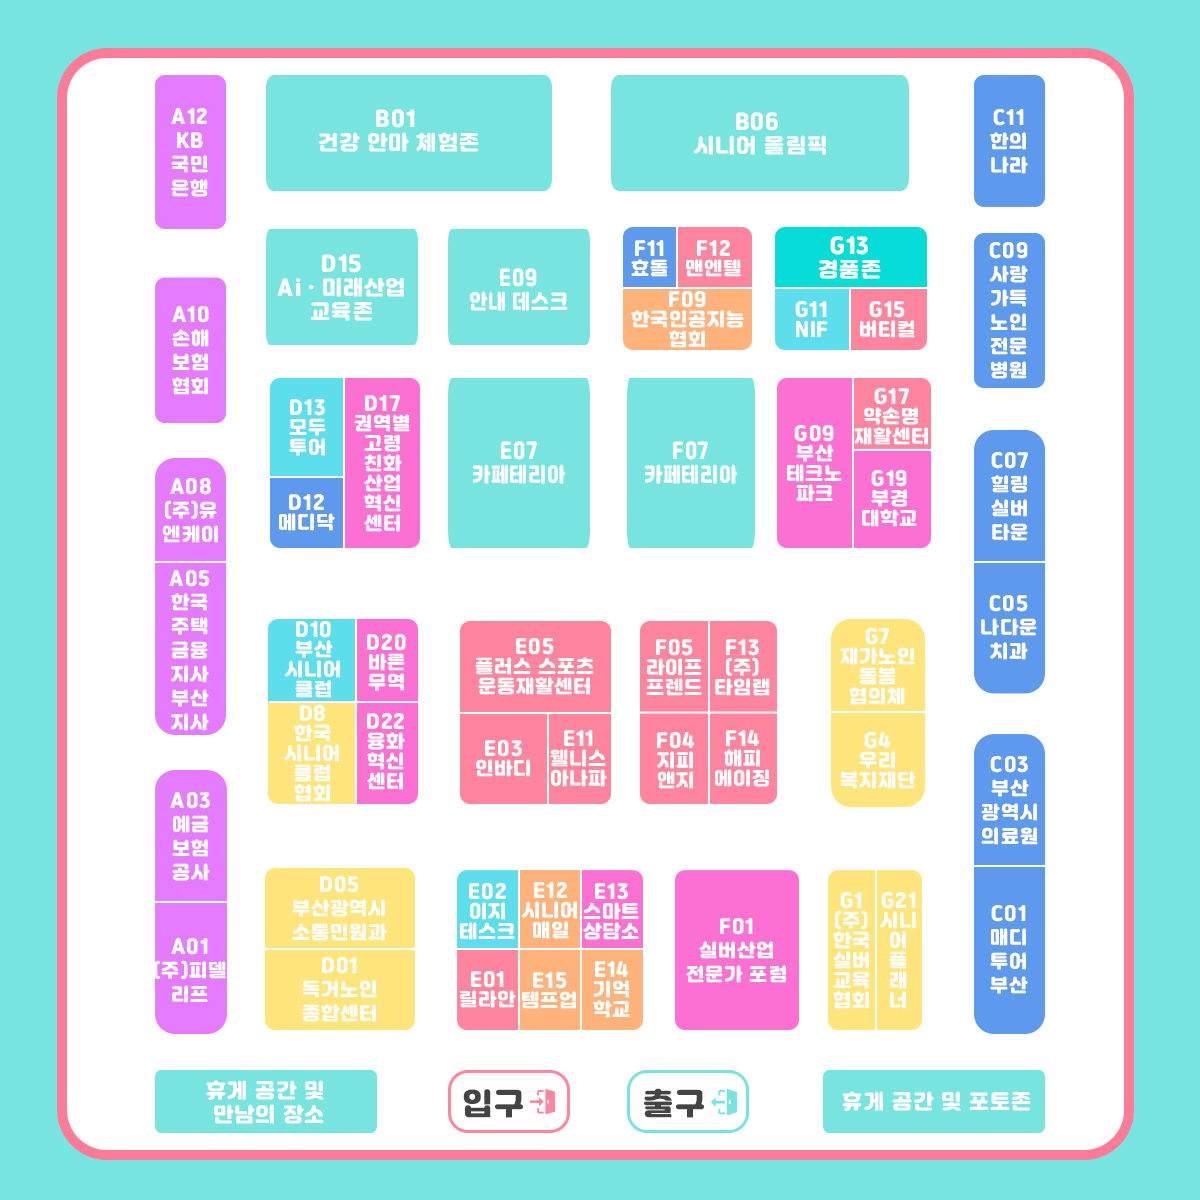 A12
KB
국민
은행
B01
건강 안마 체험존
B06
시니어 올림픽
C11
한의
나라
A10
손해
보험
협회
D15
Ai · 미래산업
교육존
E09
안내 데스크
F11
효돌
F12
맨엔텔
F09
한국인공지능
협회
G13
경품존
G11
NIF
G15
버티컬
C09
사랑
가득
노인
전문
병원
D13
모두
투어
D12
메디닥
D17
권역별
고령
친화
산업
혁신
센터
E07
카페테리아
F07
카페테리아
G09
부산
테크노
파크
G17
약손명
재활센터
G19
부경
대학교
A08
(주)유
엔케이
A05
한국
주택
금융
지사
부산
지사
C07
힐링
실버
타운
C05
나다운
치과
D10
부산
시니어
클럽
D20
바른
무역
D8
한국
시니어
클럽
협회
D22
융화
혁신
센터
E05
플러스 스포츠
운동재활센터
E03
인바디
E11
웰니스
아나파
F05
라이프
프렌드
F13
(주)
타임랩
F04
지피
앤지
F14
해피
에이징
G7
재가노인
돌봄
협의체
G4
우리
복지재단
A03
예금
보험
공사
A01
(주)피델
리프
C03
부산
광역시
의료원
C01
매디
투어
부산
D05
부산광역시
소통민원과
D01
독거노인
종합센터
E02
이지
테스크
E12
시니어
매일
E13
스마트
상담소
E01
릴라안
E15
템프업
E14
기억
학교
F01
실버산업
전문가 포럼
G1
(주)
한국
실버
교육
협회
G21
시니
어
플
래
너
휴게 공간 및
만남의 장소
입구
출구
휴게 공간 및 포토존